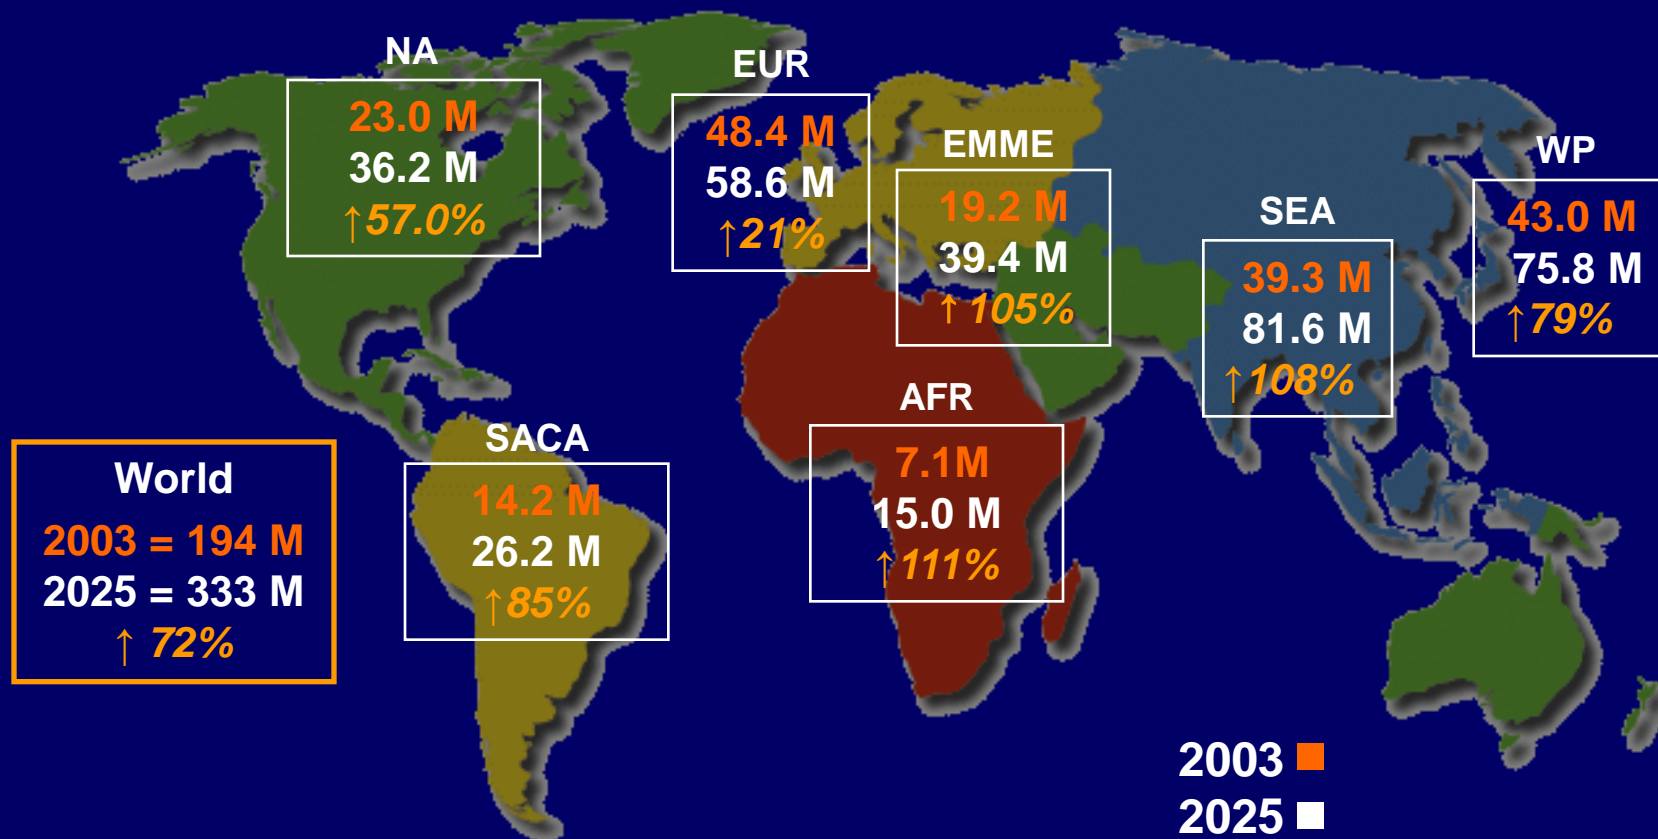 NA
23.0 M
36.2 M
↑57.0%
EUR
48.4 M
58.6 M
↑21%
EMME
19.2 M
39.4 M
↑105%
SEA
39.3 M
81.6 M
↑108%
WP
43.0 M
75.8 M
↑79%
AFR
7.1M
15.0 M
↑111%
SACA
14.2 M
26.2 M
↑85%
World
2003 = 194 M
2025 = 333 M
↑ 72%
2003
2025